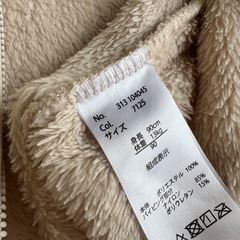 No. 313 104045
Col. 7125
サイズ 90
身長 90cm
体重 13kg
組成表示
本体 ポリエステル 100%
パイピング部分 ナイロン 85%
ポリウレタン 15%